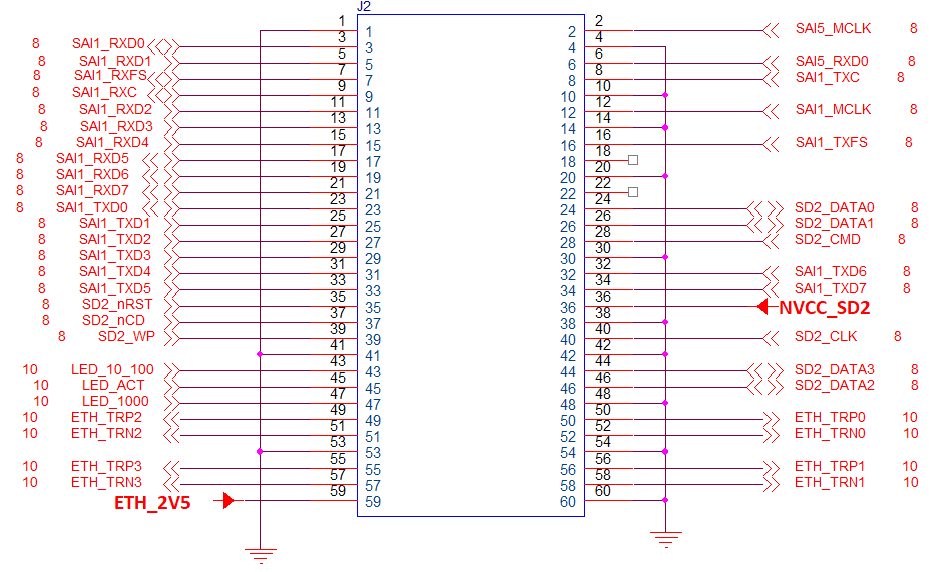 J2
1 1 2 2 SAI5_MCLK 8
8 SAI1_RXD0 3 3 4 4
8 SAI1_RXD1 5 5 6 6 SAI5_RXD0 8
8 SAI1_RXFS 7 7 8 8 SAI1_TXC 8
8 SAI1_RXC 9 9 10 10
8 SAI1_RXD2 11 11 12 12 SAI1_MCLK 8
8 SAI1_RXD3 13 13 14 14
8 SAI1_RXD4 15 15 16 16 SAI1_TXFS 8
8 SAI1_RXD5 17 17 18 18
8 SAI1_RXD6 19 19 20 20
8 SAI1_RXD7 21 21 22 22
8 SAI1_TXD0 23 23 24 24 SD2_DATA0 8
8 SAI1_TXD1 25 25 26 26 SD2_DATA1 8
8 SAI1_TXD2 27 27 28 28 SD2_CMD 8
8 SAI1_TXD3 29 29 30 30
8 SAI1_TXD4 31 31 32 32 SAI1_TXD6 8
8 SAI1_TXD5 33 33 34 34 SAI1_TXD7 8
8 SD2_nRST 35 35 36 36 NVCC_SD2
8 SD2_nCD 37 37 38 38
8 SD2_WP 39 39 40 40 SD2_CLK 8
41 41 42 42
10 LED_10_100 43 43 44 44 SD2_DATA3 8
10 LED_ACT 45 45 46 46 SD2_DATA2 8
10 LED_1000 47 47 48 48
10 ETH_TRP2 49 49 50 50 ETH_TRP0 10
10 ETH_TRN2 51 51 52 52 ETH_TRN0 10
53 53 54 54
10 ETH_TRP3 55 55 56 56 ETH_TRP1 10
10 ETH_TRN3 57 57 58 58 ETH_TRN1 10
ETH_2V5 59 59 60 60